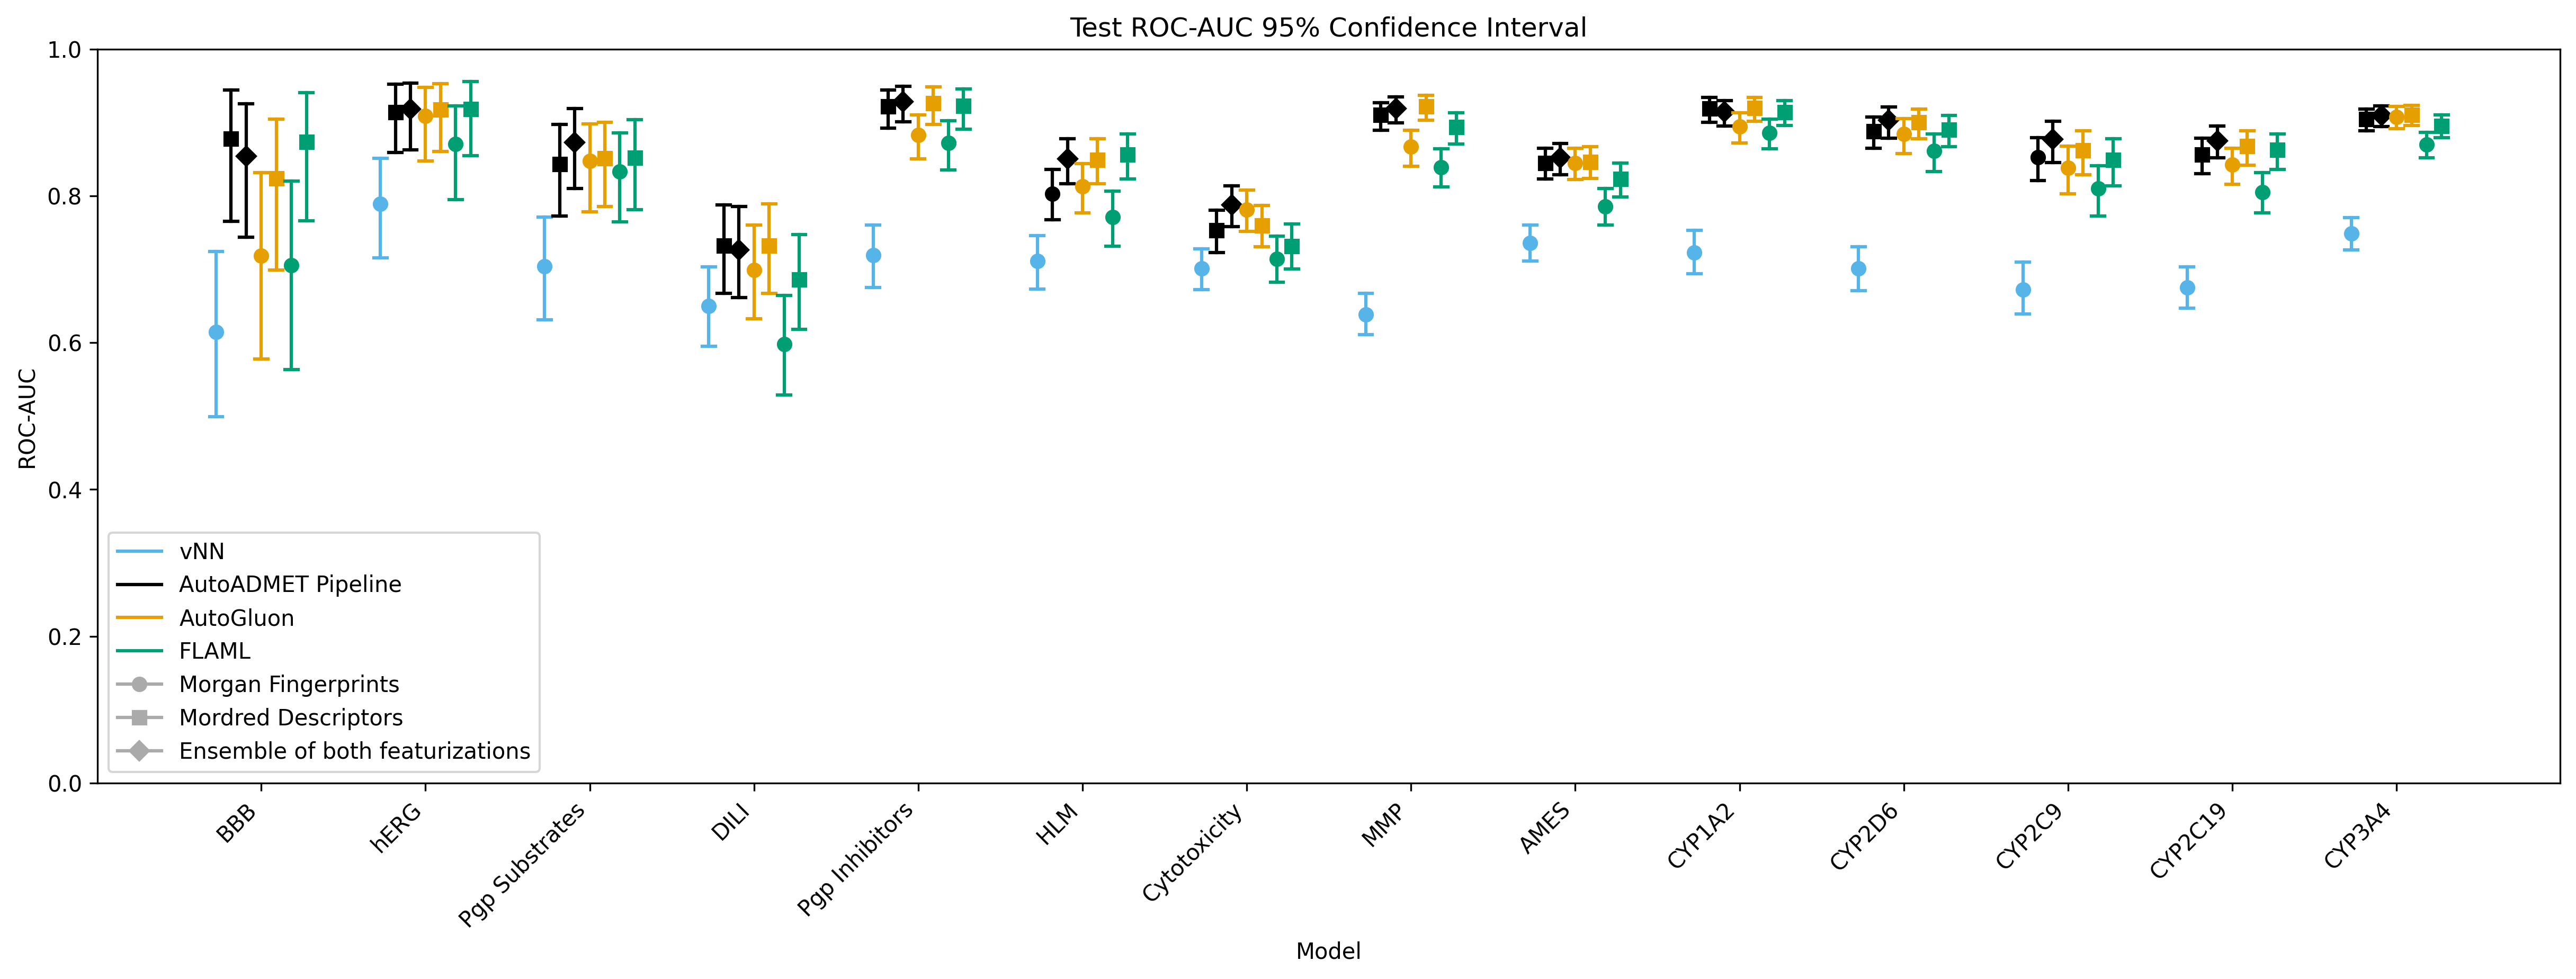 Test ROC-AUC 95% Confidence Interval
1.0
0.8
0.6
0.4
0.2
0.0
ROC-AUC
vNN
AutoADMET Pipeline
AutoGluon
FLAML
Morgan Fingerprints
Mordred Descriptors
Ensemble of both featurizations
BBB
hERG
Pgp Substrates
DILI
Pgp Inhibitors
HLM
Cytotoxicity
MMP
AMES
CYP1A2
CYP2D6
CYP2C9
CYP2C19
CYP3A4
Model